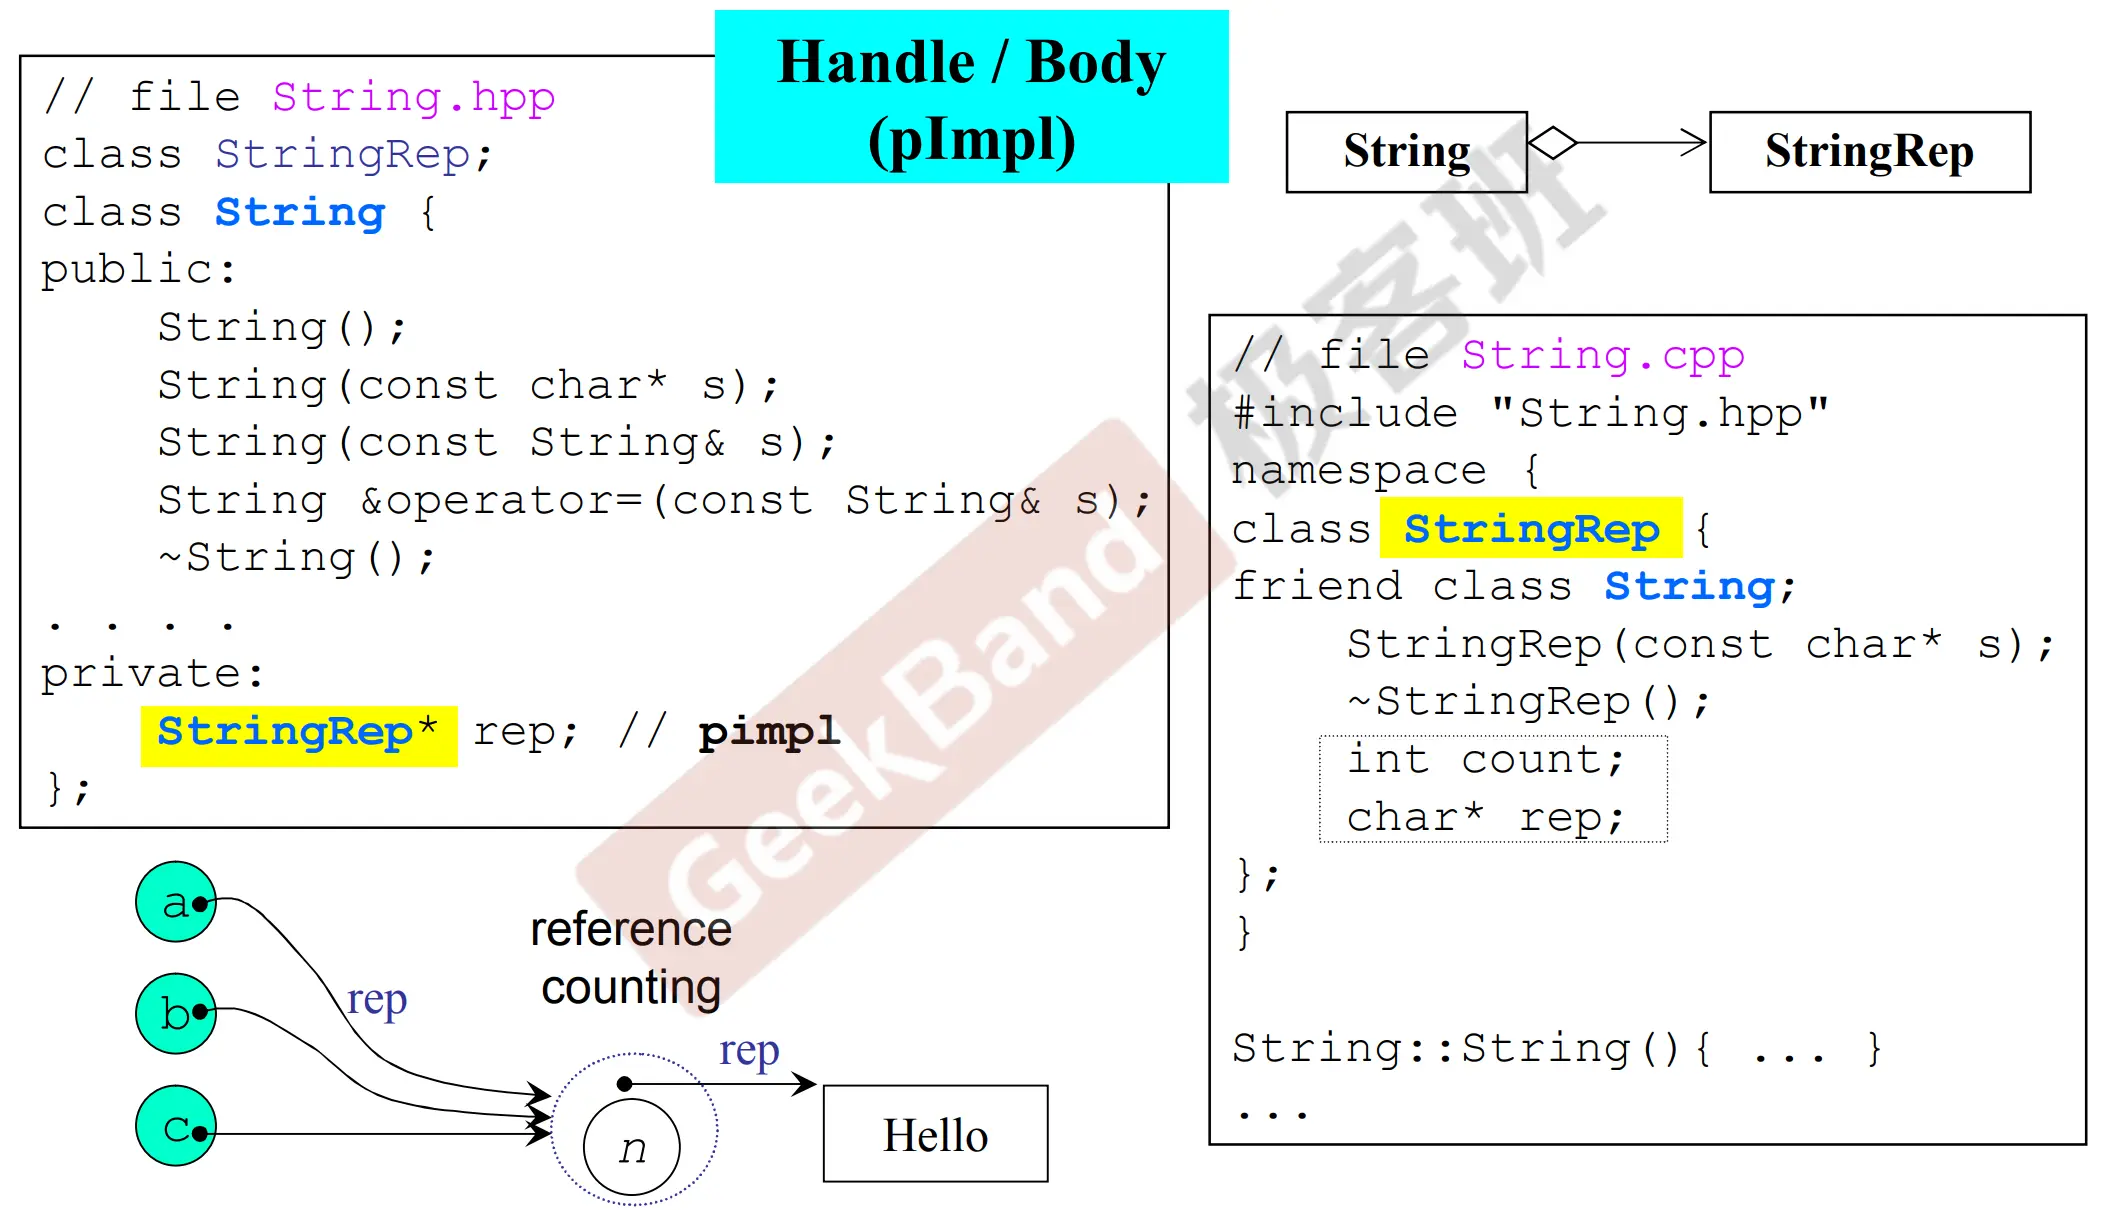 Handle / Body
(pImpl)
// file String.hpp
class StringRep;
class String {
public:
    String();
    String(const char* s);
    String(const String& s);
    String &operator=(const String& s);
    ~String();
. . . .
private:
    StringRep* rep; // pimpl
};
String
StringRep
// file String.cpp
#include "String.hpp"
namespace {
class StringRep {
friend class String;
    StringRep(const char* s);
    ~StringRep();
    int count;
    char* rep;
};
}
String::String(){ ... }
...
a
b
c
rep
reference
counting
rep
n
Hello
GeekBand
极客班